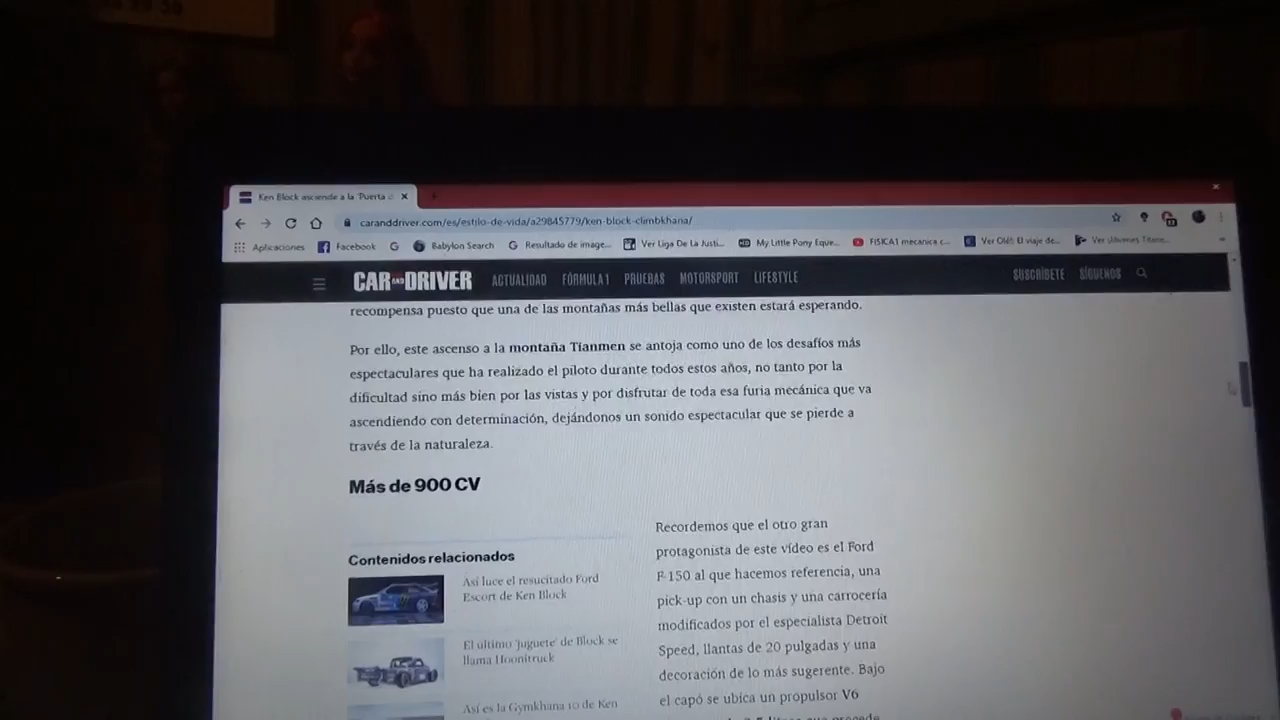 Ken Block asciende a la 'Puerta d
caranddriver.com/es/estilo-de-vida/a29845779/ken-block-climbkhana/
Aplicaciones Facebook Babylon Search Resultado de image... Ver Liga De La Justi... My Little Pony Eque... FISICA1 mecanica c... Ver Olé!: El viaje de... Ver Jóvenes Titane...
CAR AND DRIVER ACTUALIDAD FÓRMULA 1 PRUEBAS MOTORSPORT LIFESTYLE SUSCRÍBETE SÍGUENOS
recompensa puesto que una de las montañas más bellas que existen estará esperando.
Por ello, este ascenso a la montaña Tianmen se antoja como uno de los desafíos más
espectaculares que ha realizado el piloto durante todos estos años, no tanto por la
dificultad sino más bien por las vistas y por disfrutar de toda esa furia mecánica que va
ascendiendo con determinación, dejándonos un sonido espectacular que se pierde a
través de la naturaleza.
Más de 900 CV
Contenidos relacionados
Así luce el resucitado Ford
Escort de Ken Block
El último 'juguete' de Block se
llama Hoonitruck
Así es la Gymkhana 10 de Ken
Recordemos que el otro gran
protagonista de este vídeo es el Ford
F-150 al que hacemos referencia, una
pick-up con un chasis y una carrocería
modificados por el especialista Detroit
Speed, llantas de 20 pulgadas y una
decoración de lo más sugerente. Bajo
el capó se ubica un propulsor V6